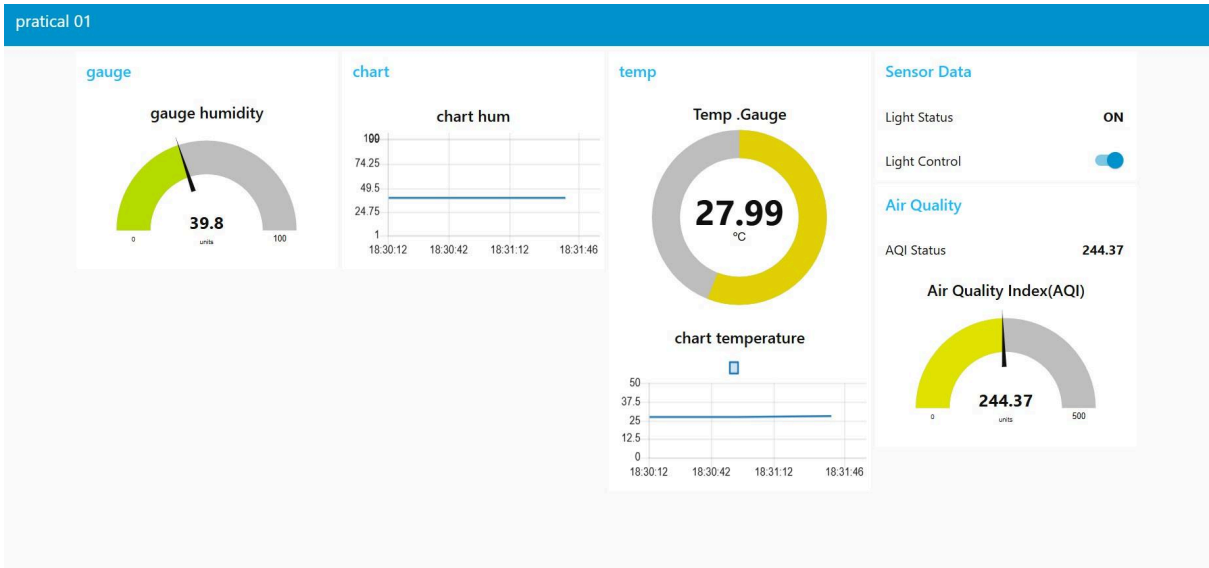 pratical 01
gauge
gauge humidity
39.8
units
0
100
chart
chart hum
74.25
49.5
24.75
1
18:30:12 18:30:42 18:31:12 18:31:46
temp
Temp .Gauge
27.99
°C
chart temperature
50
37.5
25
12.5
0
18:30:12 18:30:42 18:31:12 18:31:46
Sensor Data
Light Status ON
Light Control
Air Quality
AQI Status 244.37
Air Quality Index(AQI)
244.37
units
0
500